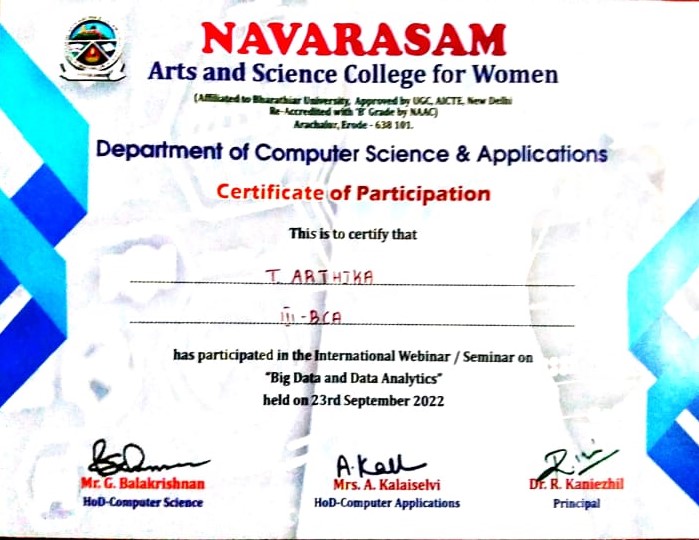 NAVARASAM
Arts and Science College for Women
(Affiliated to Bharathiar University, Approved by UGC, AICTE, New Delhi
Re-Accredited with 'B' Grade by NAAC)
Arachalur, Erode - 638 101.
Department of Computer Science & Applications
Certificate of Participation
This is to certify that
T. ARTHIKA
III - BCA
has participated in the International Webinar / Seminar on
"Big Data and Data Analytics"
held on 23rd September 2022
A.Kall
Mr. G. Balakrishnan Mrs. A. Kalaiselvi Dr. R. Kaniezhil
HoD-Computer Science HoD-Computer Applications Principal